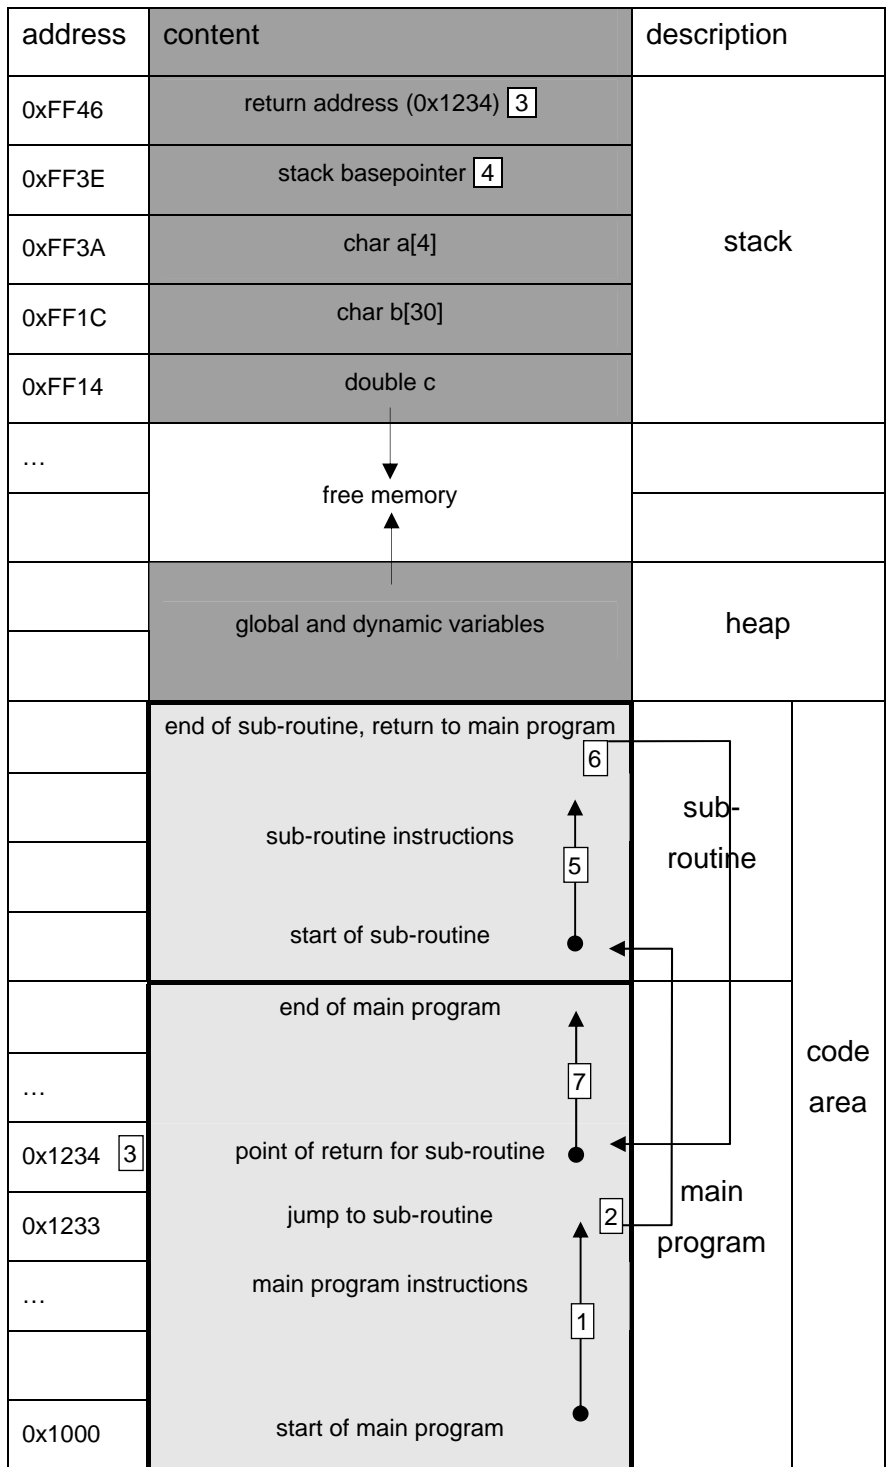 address content description
0xFF46 return address (0x1234) 3
0xFF3E stack basepointer 4
0xFF3A char a[4] stack
0xFF1C char b[30]
0xFF14 double c
…
free memory
global and dynamic variables heap
end of sub-routine, return to main program
6
sub-
sub-routine instructions
routine
5
start of sub-routine
end of main program
code
7
…
area
0x1234 3 point of return for sub-routine
main
0x1233 jump to sub-routine 2
program
… main program instructions
1
0x1000 start of main program